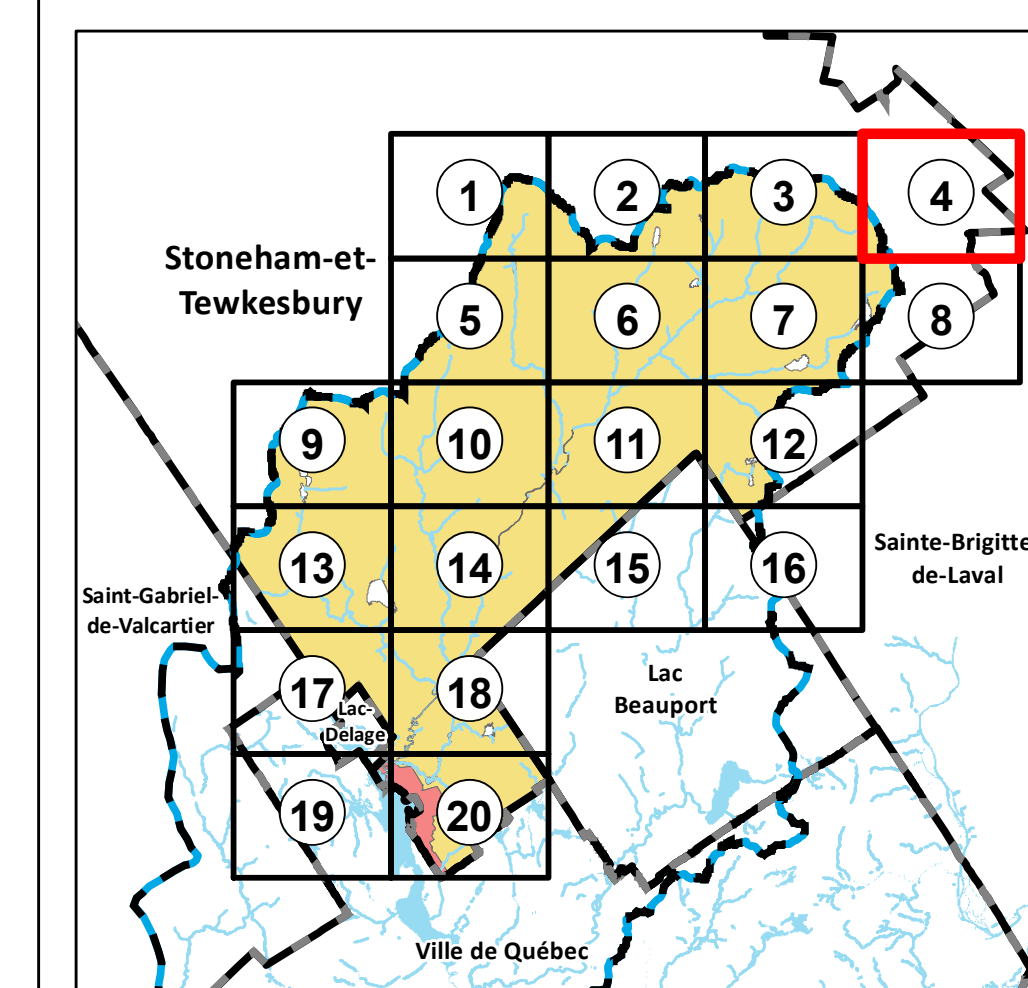 1
2
3
4
Stoneham-et-
Tewkesbury
5
6
7
8
9
10
11
12
13
14
15
16
Sainte-Brigitte
de-Laval
Saint-Gabriel-
de-Valcartier
17
Lac-
Delage
18
Lac
Beauport
19
20
Ville de Québec